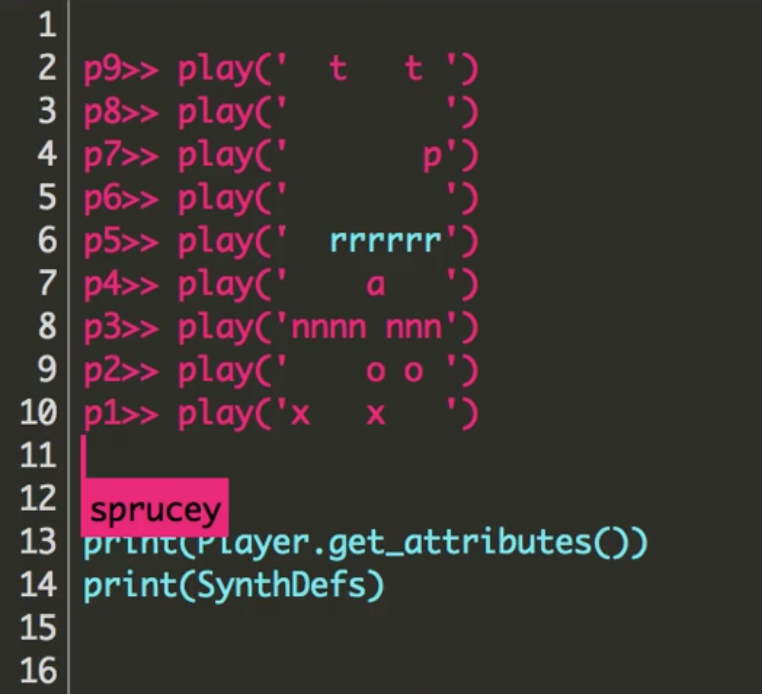 1
2 p9>> play('  t   t ')
3 p8>> play('        ')
4 p7>> play('       p')
5 p6>> play('        ')
6 p5>> play('  rrrrrr')
7 p4>> play('    a   ')
8 p3>> play('nnnn nnn')
9 p2>> play('    o o ')
10 p1>> play('x   x   ')
11
12 sprucey
13 print(Player.get_attributes())
14 print(SynthDefs)
15
16